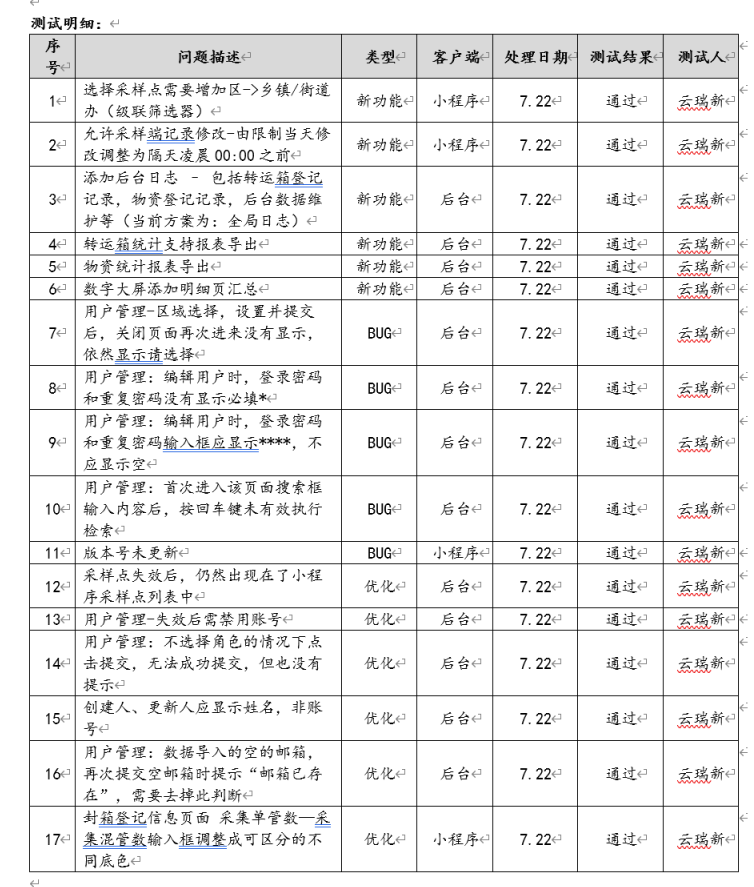 测试明细：
序号 问题描述 类型 客户端 处理日期 测试结果 测试人
1 选择采样点需要增加区->乡镇/街道
办（级联筛选器） 新功能 小程序 7.22 通过 云瑞新
2 允许采样端记录修改-由限制当天修
改调整为隔天凌晨00:00之前 新功能 小程序 7.22 通过 云瑞新
3 添加后台日志 – 包括转运箱登记
记录，物资登记记录，后台数据维
护等（当前方案为：全局日志） 新功能 后台 7.22 通过 云瑞新
4 转运箱统计支持报表导出 新功能 后台 7.22 通过 云瑞新
5 物资统计报表导出 新功能 后台 7.22 通过 云瑞新
6 数字大屏添加明细页汇总 新功能 后台 7.22 通过 云瑞新
7 用户管理-区域选择，设置并提交
后，关闭页面再次进来没有显示，
依然显示请选择 BUG 后台 7.22 通过 云瑞新
8 用户管理：编辑用户时，登录密码
和重复密码没有显示必填* BUG 后台 7.22 通过 云瑞新
9 用户管理：编辑用户时，登录密码
和重复密码输入框应显示****，不
应显示空 BUG 后台 7.22 通过 云瑞新
10 用户管理：首次进入该页面搜索框
输入内容后，按回车键未有效执行
检索 BUG 后台 7.22 通过 云瑞新
11 版本号未更新 BUG 小程序 7.22 通过 云瑞新
12 采样点失效后，仍然出现在了小程
序采样点列表中 优化 后台 7.22 通过 云瑞新
13 用户管理-失效后需禁用账号 优化 后台 7.22 通过 云瑞新
14 用户管理：不选择角色的情况下点
击提交，无法成功提交，但也没有
提示 优化 后台 7.22 通过 云瑞新
15 创建人、更新人应显示姓名，非账
号 优化 后台 7.22 通过 云瑞新
16 用户管理：数据导入的空的邮箱，
再次提交空邮箱时提示“邮箱已存
在”，需要去掉此判断 优化 后台 7.22 通过 云瑞新
17 封箱登记信息页面 采集单管数—采
集混管数输入框调整成可区分的不
同底色 优化 小程序 7.22 通过 云瑞新